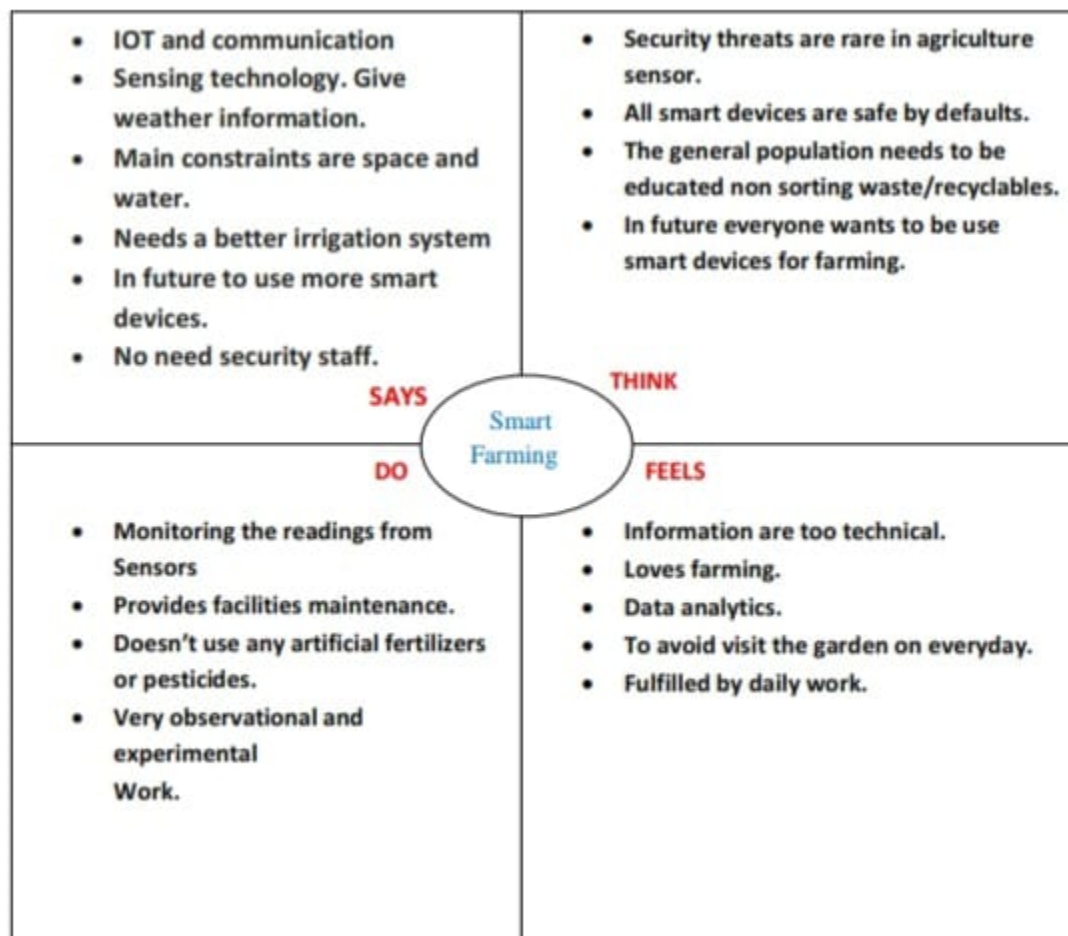 • IOT and communication
• Sensing technology. Give
weather information.
• Main constraints are space and
water.
• Needs a better irrigation system
• In future to use more smart
devices.
• No need security staff.
SAYS
• Security threats are rare in agriculture
sensor.
• All smart devices are safe by defaults.
• The general population needs to be
educated non sorting waste/recyclables.
• In future everyone wants to be use
smart devices for farming.
THINK
Smart
Farming
DO
• Monitoring the readings from
Sensors
• Provides facilities maintenance.
• Doesn't use any artificial fertilizers
or pesticides.
• Very observational and
experimental
Work.
FEELS
• Information are too technical.
• Loves farming.
• Data analytics.
• To avoid visit the garden on everyday.
• Fulfilled by daily work.